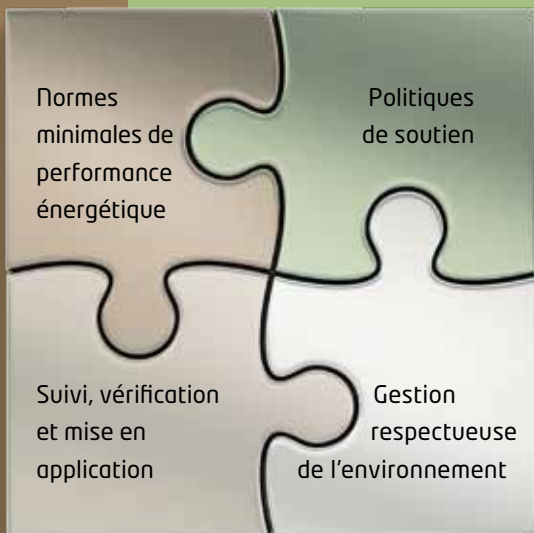 Normes
minimales de
performance
énergétique
Politiques
de soutien
Suivi, vérification
et mise en
application
Gestion
respectueuse
de l'environnement